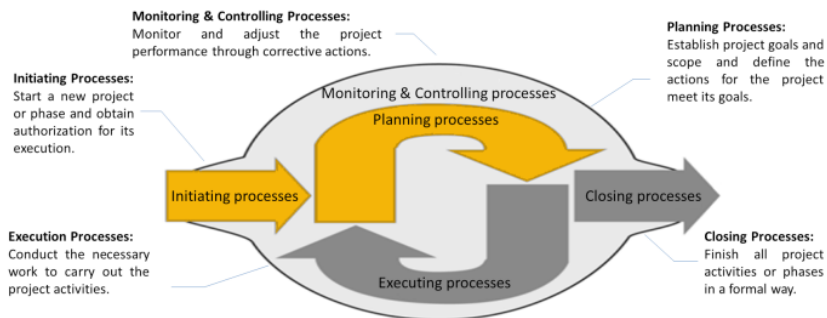 Monitoring & Controlling Processes:
Monitor and adjust the project
performance through corrective actions.
Planning Processes:
Establish project goals and
scope and define the
actions for the project
meet its goals.
Initiating Processes:
Start a new project
or phase and obtain
authorization for its
execution.
Monitoring & Controlling processes
Planning processes
Initiating processes
Closing processes
Executing processes
Execution Processes:
Conduct the necessary
work to carry out the
project activities.
Closing Processes:
Finish all project
activities or phases
in a formal way.